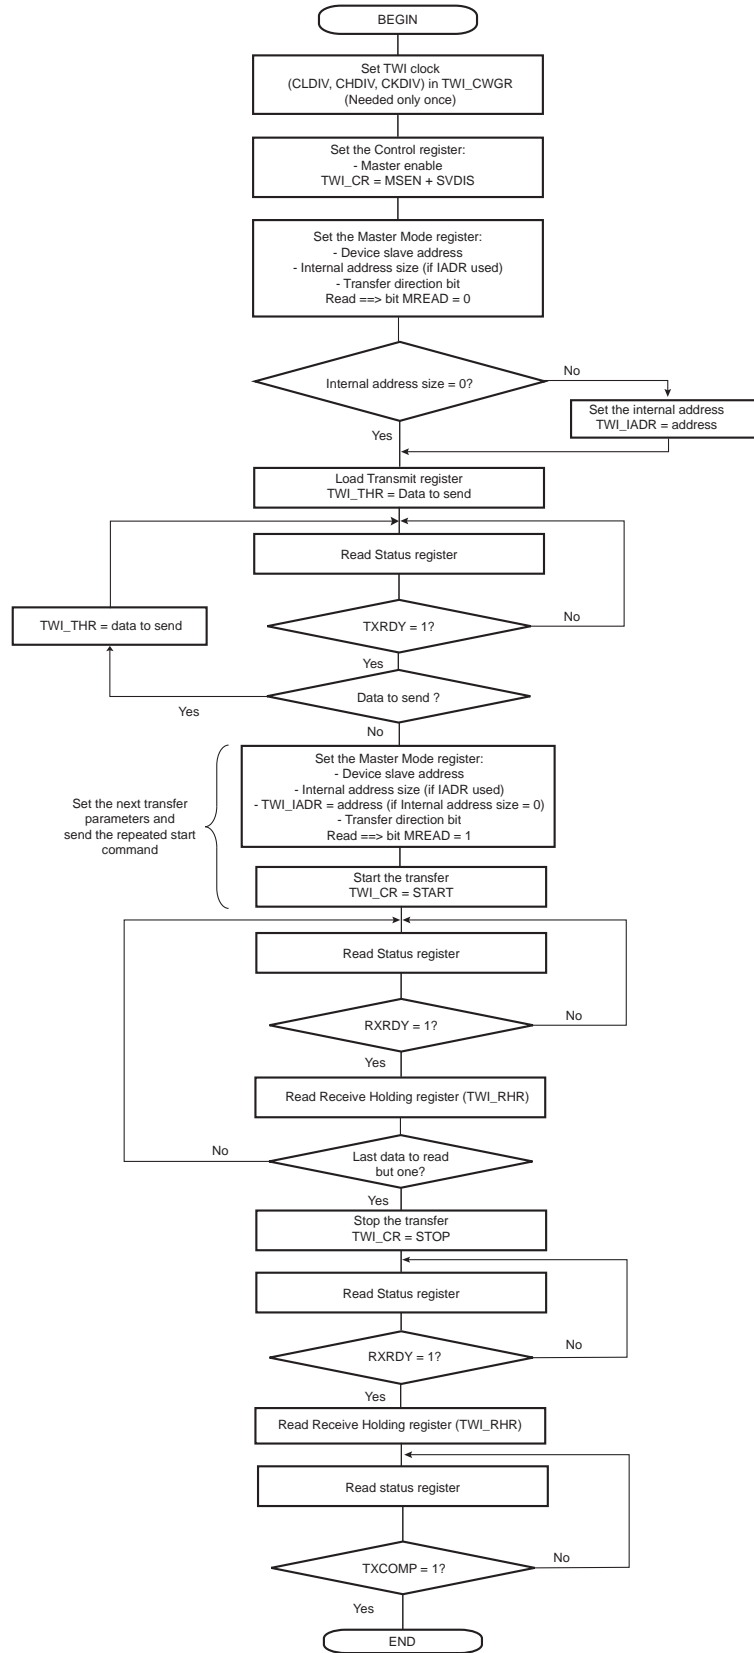 BEGIN
Set TWI clock
(CLDIV, CHDIV, CKDIV) in TWI_CWGR
(Needed only once)
Set the Control register:
- Master enable
TWI_CR = MSEN + SVDIS
Set the Master Mode register:
- Device slave address
- Internal address size (if IADR used)
- Transfer direction bit
Read ==> bit MREAD = 0
Internal address size = 0?
No
Set the internal address
TWI_IADR = address
Yes
Load Transmit register
TWI_THR = Data to send
Read Status register
TWI_THR = data to send
TXRDY = 1?
No
Yes
Data to send ?
Yes
No
Set the next transfer
parameters and
send the repeated start
command
Set the Master Mode register:
- Device slave address
- Internal address size (if IADR used)
- TWI_IADR = address (if Internal address size = 0)
- Transfer direction bit
Read ==> bit MREAD = 1
Start the transfer
TWI_CR = START
Read Status register
RXRDY = 1?
No
Yes
Read Receive Holding register (TWI_RHR)
No
Last data to read
but one?
Yes
Stop the transfer
TWI_CR = STOP
Read Status register
RXRDY = 1?
No
Yes
Read Receive Holding register (TWI_RHR)
Read status register
TXCOMP = 1?
No
Yes
END